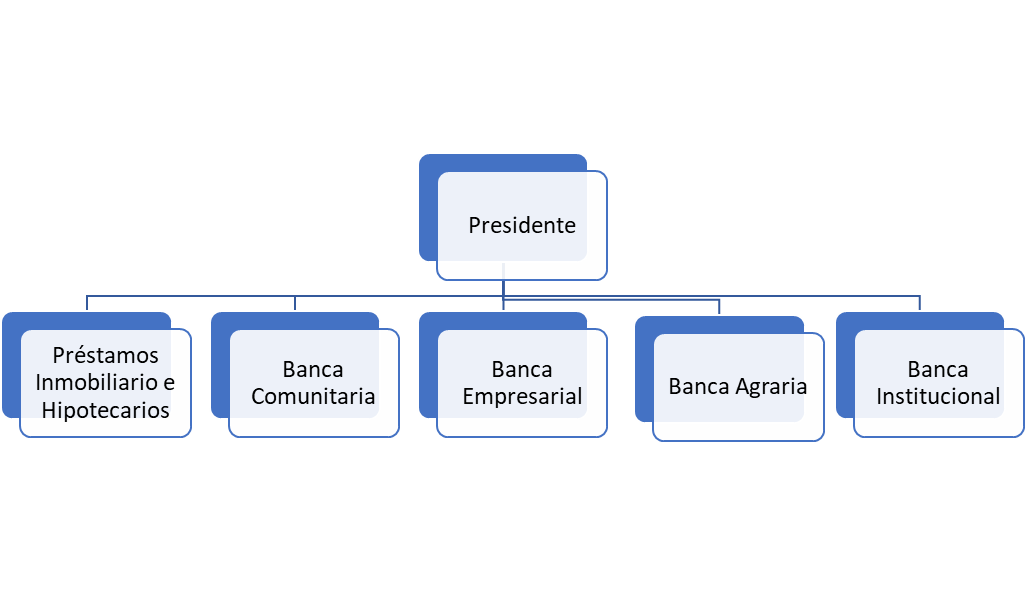 Presidente
Préstamos
Inmobiliario e
Hipotecarios
Banca
Comunitaria
Banca
Empresarial
Banca Agraria
Banca
Institucional